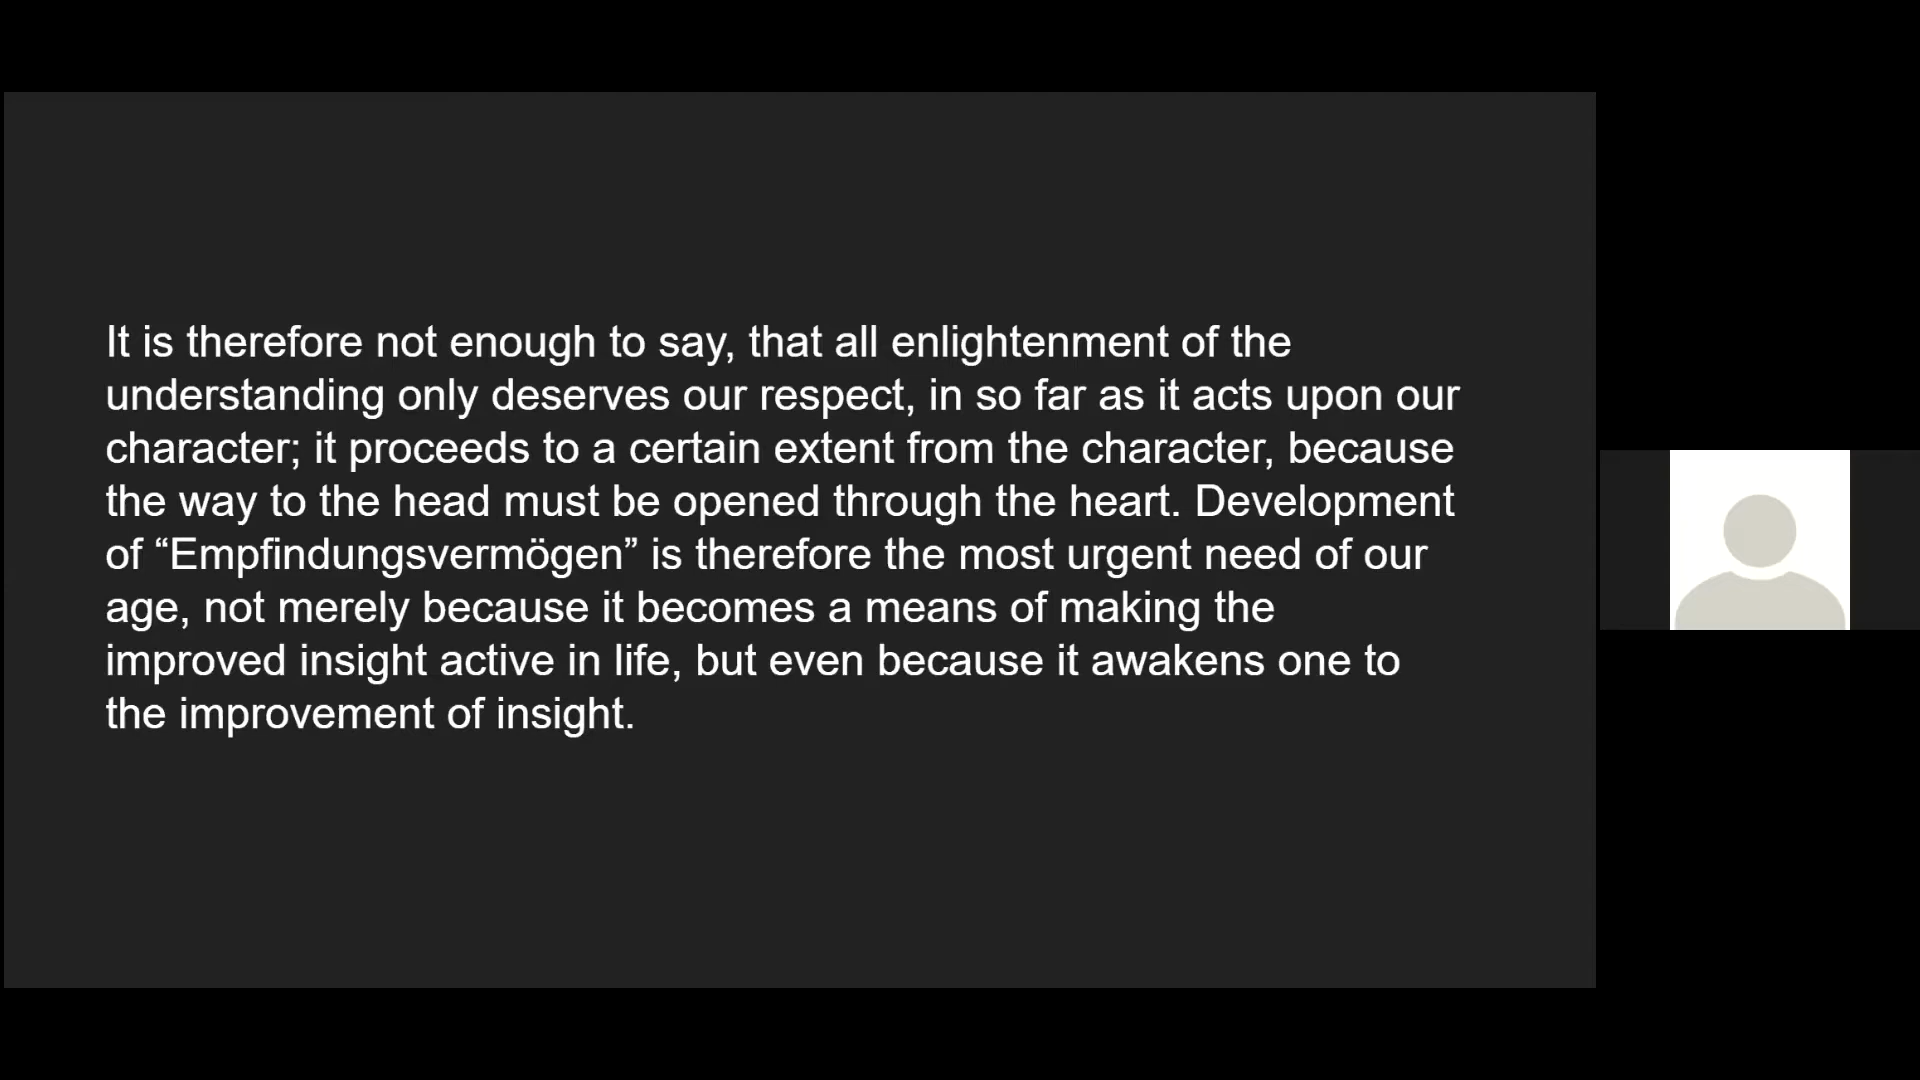 It is therefore not enough to say, that all enlightenment of the
understanding only deserves our respect, in so far as it acts upon our
character; it proceeds to a certain extent from the character, because
the way to the head must be opened through the heart. Development
of “Empfindungsvermögen” is therefore the most urgent need of our
age, not merely because it becomes a means of making the
improved insight active in life, but even because it awakens one to
the improvement of insight.